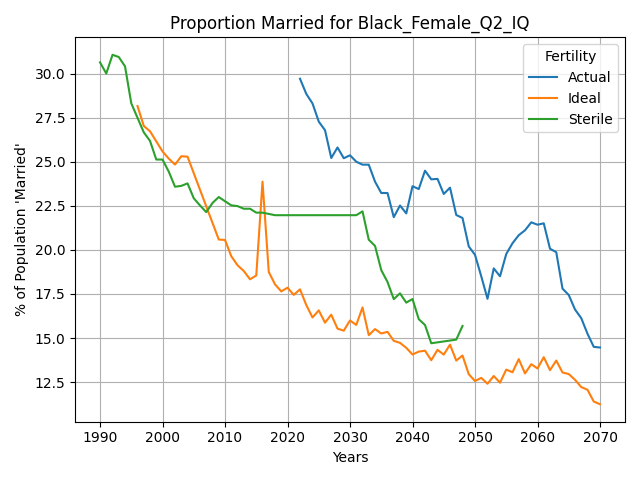 Proportion Married for Black_Female_Q2_IQ
% of Population 'Married'
30.0
27.5
25.0
22.5
20.0
17.5
15.0
12.5
Fertility
Actual
Ideal
Sterile
1990 2000 2010 2020 2030 2040 2050 2060 2070
Years